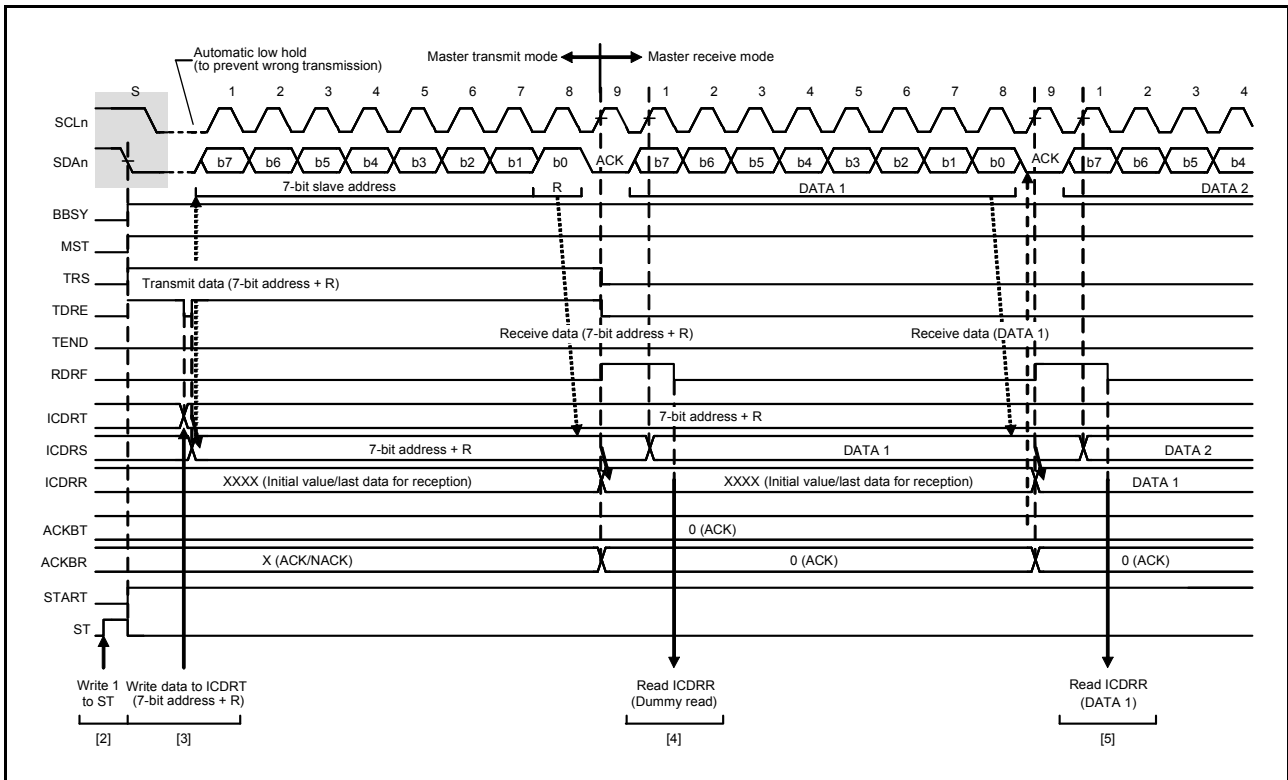 Automatic low hold
(to prevent wrong transmission)
Master transmit mode
Master receive mode
S 1 2 3 4 5 6 7 8 9 1 2 3 4 5 6 7 8 9 1 2 3 4
SCLn
SDAn b7 b6 b5 b4 b3 b2 b1 b0 ACK b7 b6 b5 b4 b3 b2 b1 b0 ACK b7 b6 b5 b4
7-bit slave address R DATA 1 DATA 2
BBSY
MST
TRS
Transmit data (7-bit address + R)
TDRE
Receive data (7-bit address + R) Receive data (DATA 1)
TEND
RDRF
ICDRT 7-bit address + R
ICDRS 7-bit address + R DATA 1 DATA 2
ICDRR XXXX (Initial value/last data for reception) XXXX (Initial value/last data for reception) DATA 1
ACKBT 0 (ACK)
ACKBR X (ACK/NACK) 0 (ACK) 0 (ACK)
START
ST
Write 1
to ST
Write data to ICDRT
(7-bit address + R)
Read ICDRR
(Dummy read)
Read ICDRR
(DATA 1)
[2] [3] [4] [5]